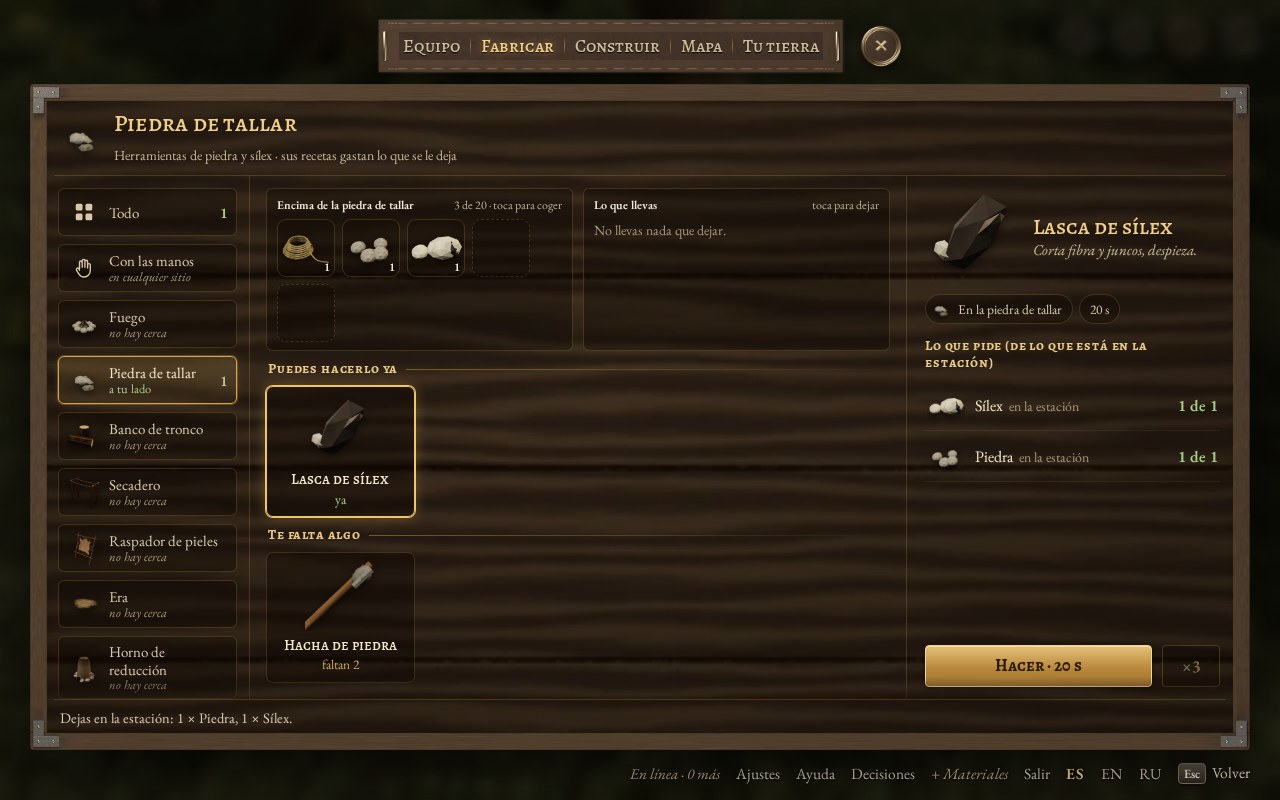 Equipo
Fabricar
Construir
Mapa
Tu tierra
×
Piedra de tallar
Herramientas de piedra y sílex · sus recetas gastan lo que se le deja
Todo 1
Con las manos
en cualquier sitio
Fuego
no hay cerca
Piedra de tallar 1
a tu lado
Banco de tronco
no hay cerca
Secadero
no hay cerca
Raspador de pieles
no hay cerca
Era
no hay cerca
Horno de
reducción
no hay cerca
Encima de la piedra de tallar 3 de 20 · toca para coger
1 1 1
Lo que llevas toca para dejar
No llevas nada que dejar.
Puedes hacerlo ya
Lasca de sílex
ya
Te falta algo
Hacha de piedra
faltan 2
Lasca de sílex
Corta fibra y juncos, despieza.
En la piedra de tallar 20 s
Lo que pide (de lo que está en la
estación)
Sílex en la estación 1 de 1
Piedra en la estación 1 de 1
Hacer · 20 s ×3
Dejas en la estación: 1 × Piedra, 1 × Sílex.
En línea · 0 más Ajustes Ayuda Decisiones + Materiales Salir ES EN RU Esc Volver